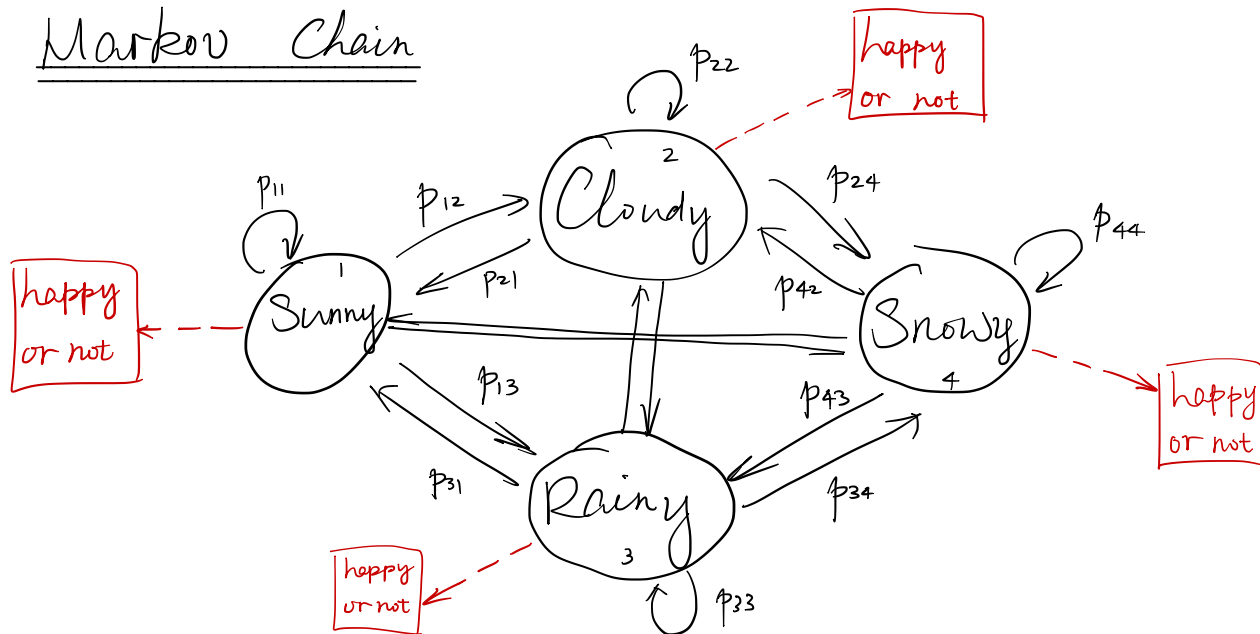 Markov Chain
happy
or not
p22
2
Cloudy
p11
p12
p21
p24
p42
p44
1
Sunny
happy
or not
Snowy
4
p13
p31
p43
p34
happy
or not
Rainy
3
happy
or not
p33